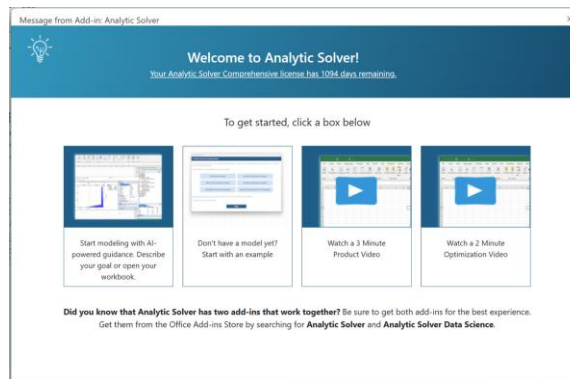 Message from Add-in: Analytic Solver
Welcome to Analytic Solver!
Your Analytic Solver Comprehensive license has 1094 days remaining.
To get started, click a box below
Start modeling with AI-
powered guidance. Describe
your goal or open your
workbook.
Don't have a model yet?
Start with an example
Watch a 3 Minute
Product Video
Watch a 2 Minute
Optimization Video
Did you know that Analytic Solver has two add-ins that work together? Be sure to get both add-ins for the best experience.
Get them from the Office Add-ins Store by searching for Analytic Solver and Analytic Solver Data Science.